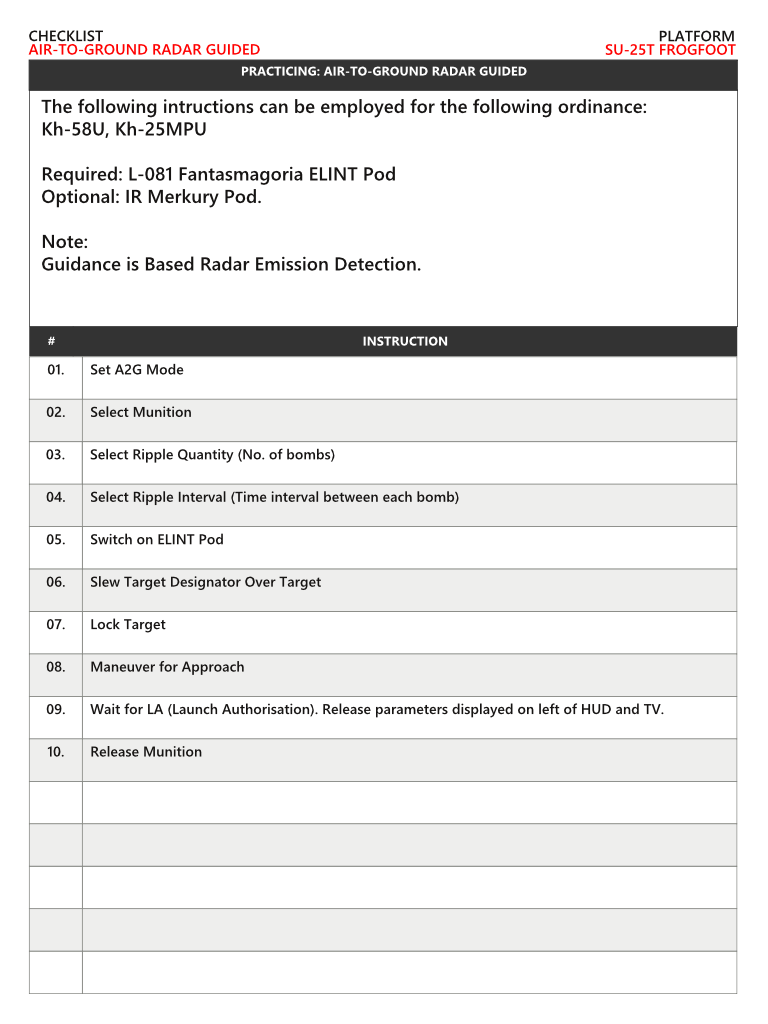 CHECKLIST
PLATFORM
AIR-TO-GROUND RADAR GUIDED
SU-25T FROGFOOT
PRACTICING: AIR-TO-GROUND RADAR GUIDED
The following intructions can be employed for the following ordinance:
Kh-58U, Kh-25MPU
Required: L-081 Fantasmagoria ELINT Pod
Optional: IR Merkury Pod.
Note:
Guidance is Based Radar Emission Detection.
# INSTRUCTION
01. Set A2G Mode
02. Select Munition
03. Select Ripple Quantity (No. of bombs)
04. Select Ripple Interval (Time interval between each bomb)
05. Switch on ELINT Pod
06. Slew Target Designator Over Target
07. Lock Target
08. Maneuver for Approach
09. Wait for LA (Launch Authorisation). Release parameters displayed on left of HUD and TV.
10. Release Munition